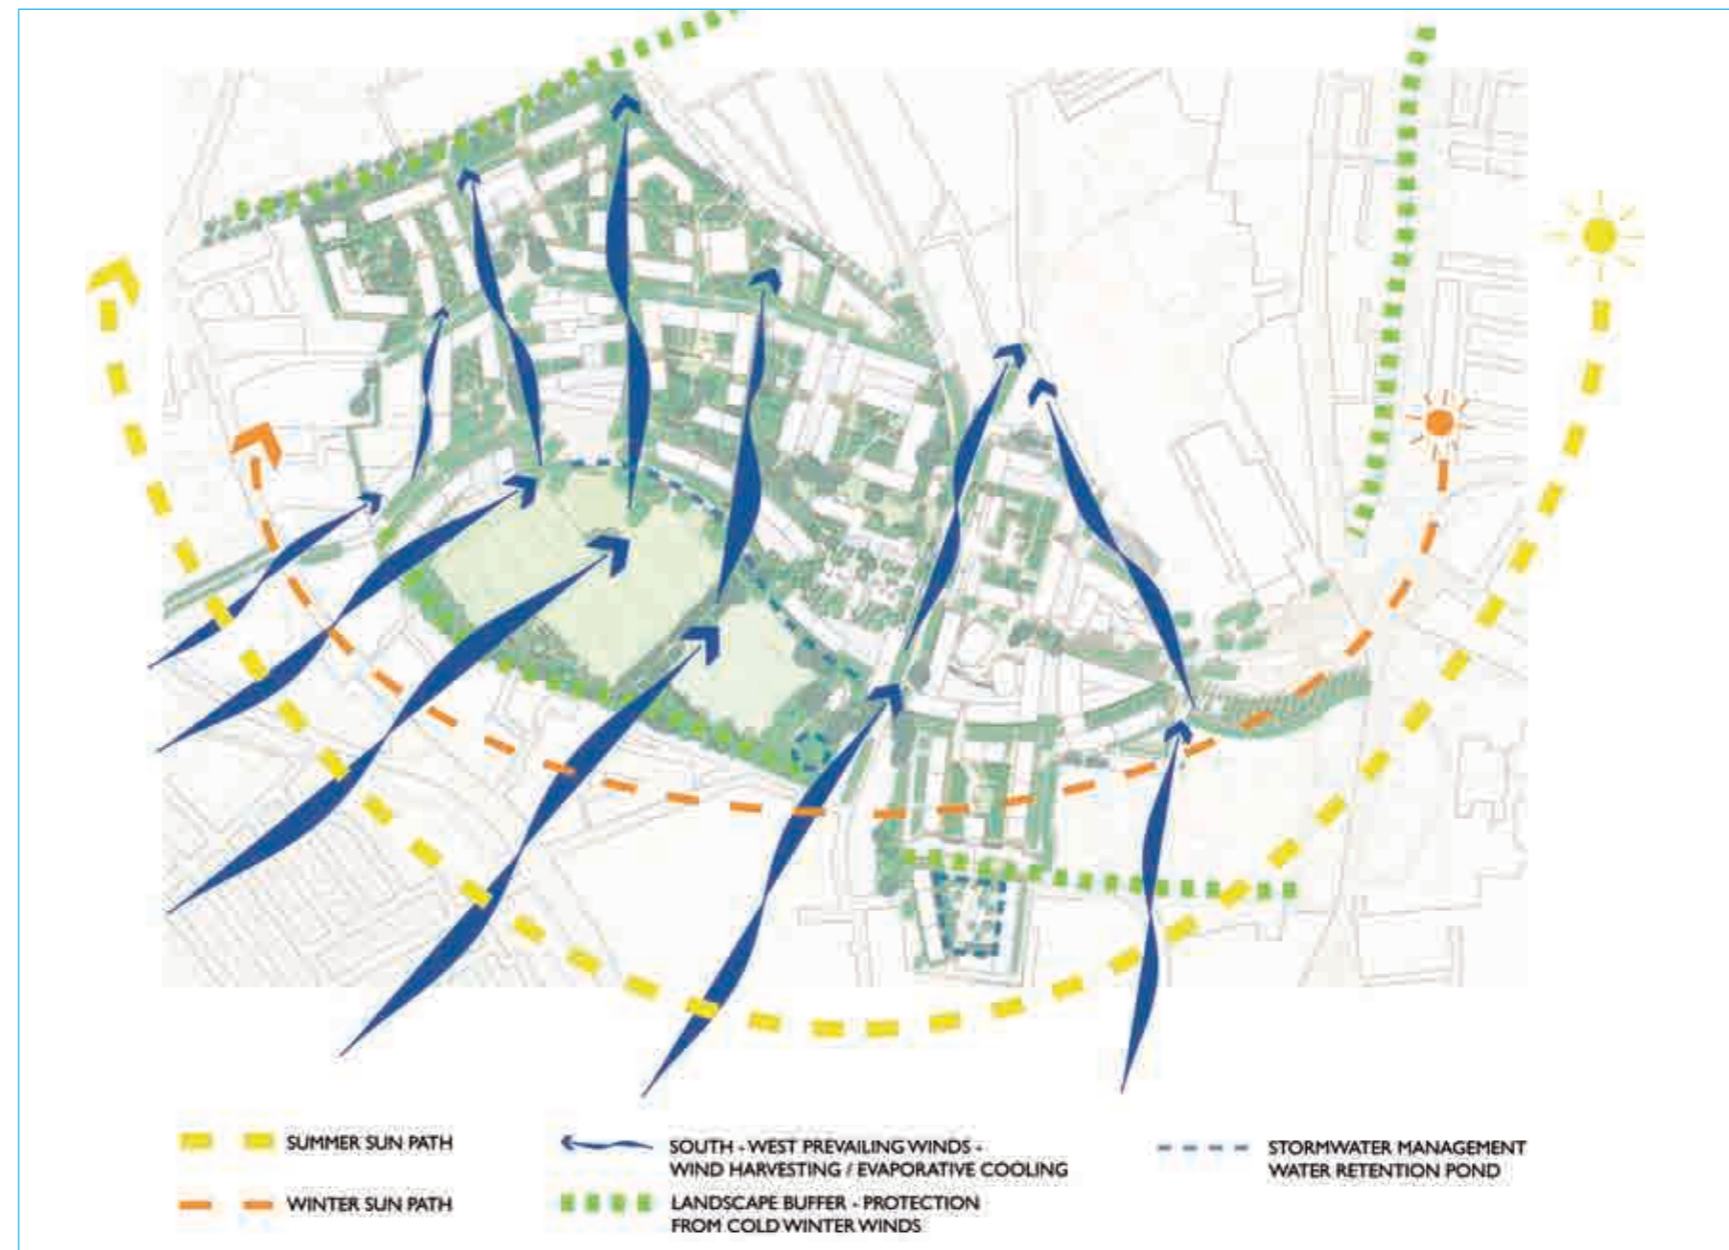 SUMMER SUN PATH
WINTER SUN PATH
SOUTH - WEST PREVAILING WINDS -
WIND HARVESTING / EVAPORATIVE COOLING
LANDSCAPE BUFFER - PROTECTION
FROM COLD WINTER WINDS
STORMWATER MANAGEMENT
WATER RETENTION POND